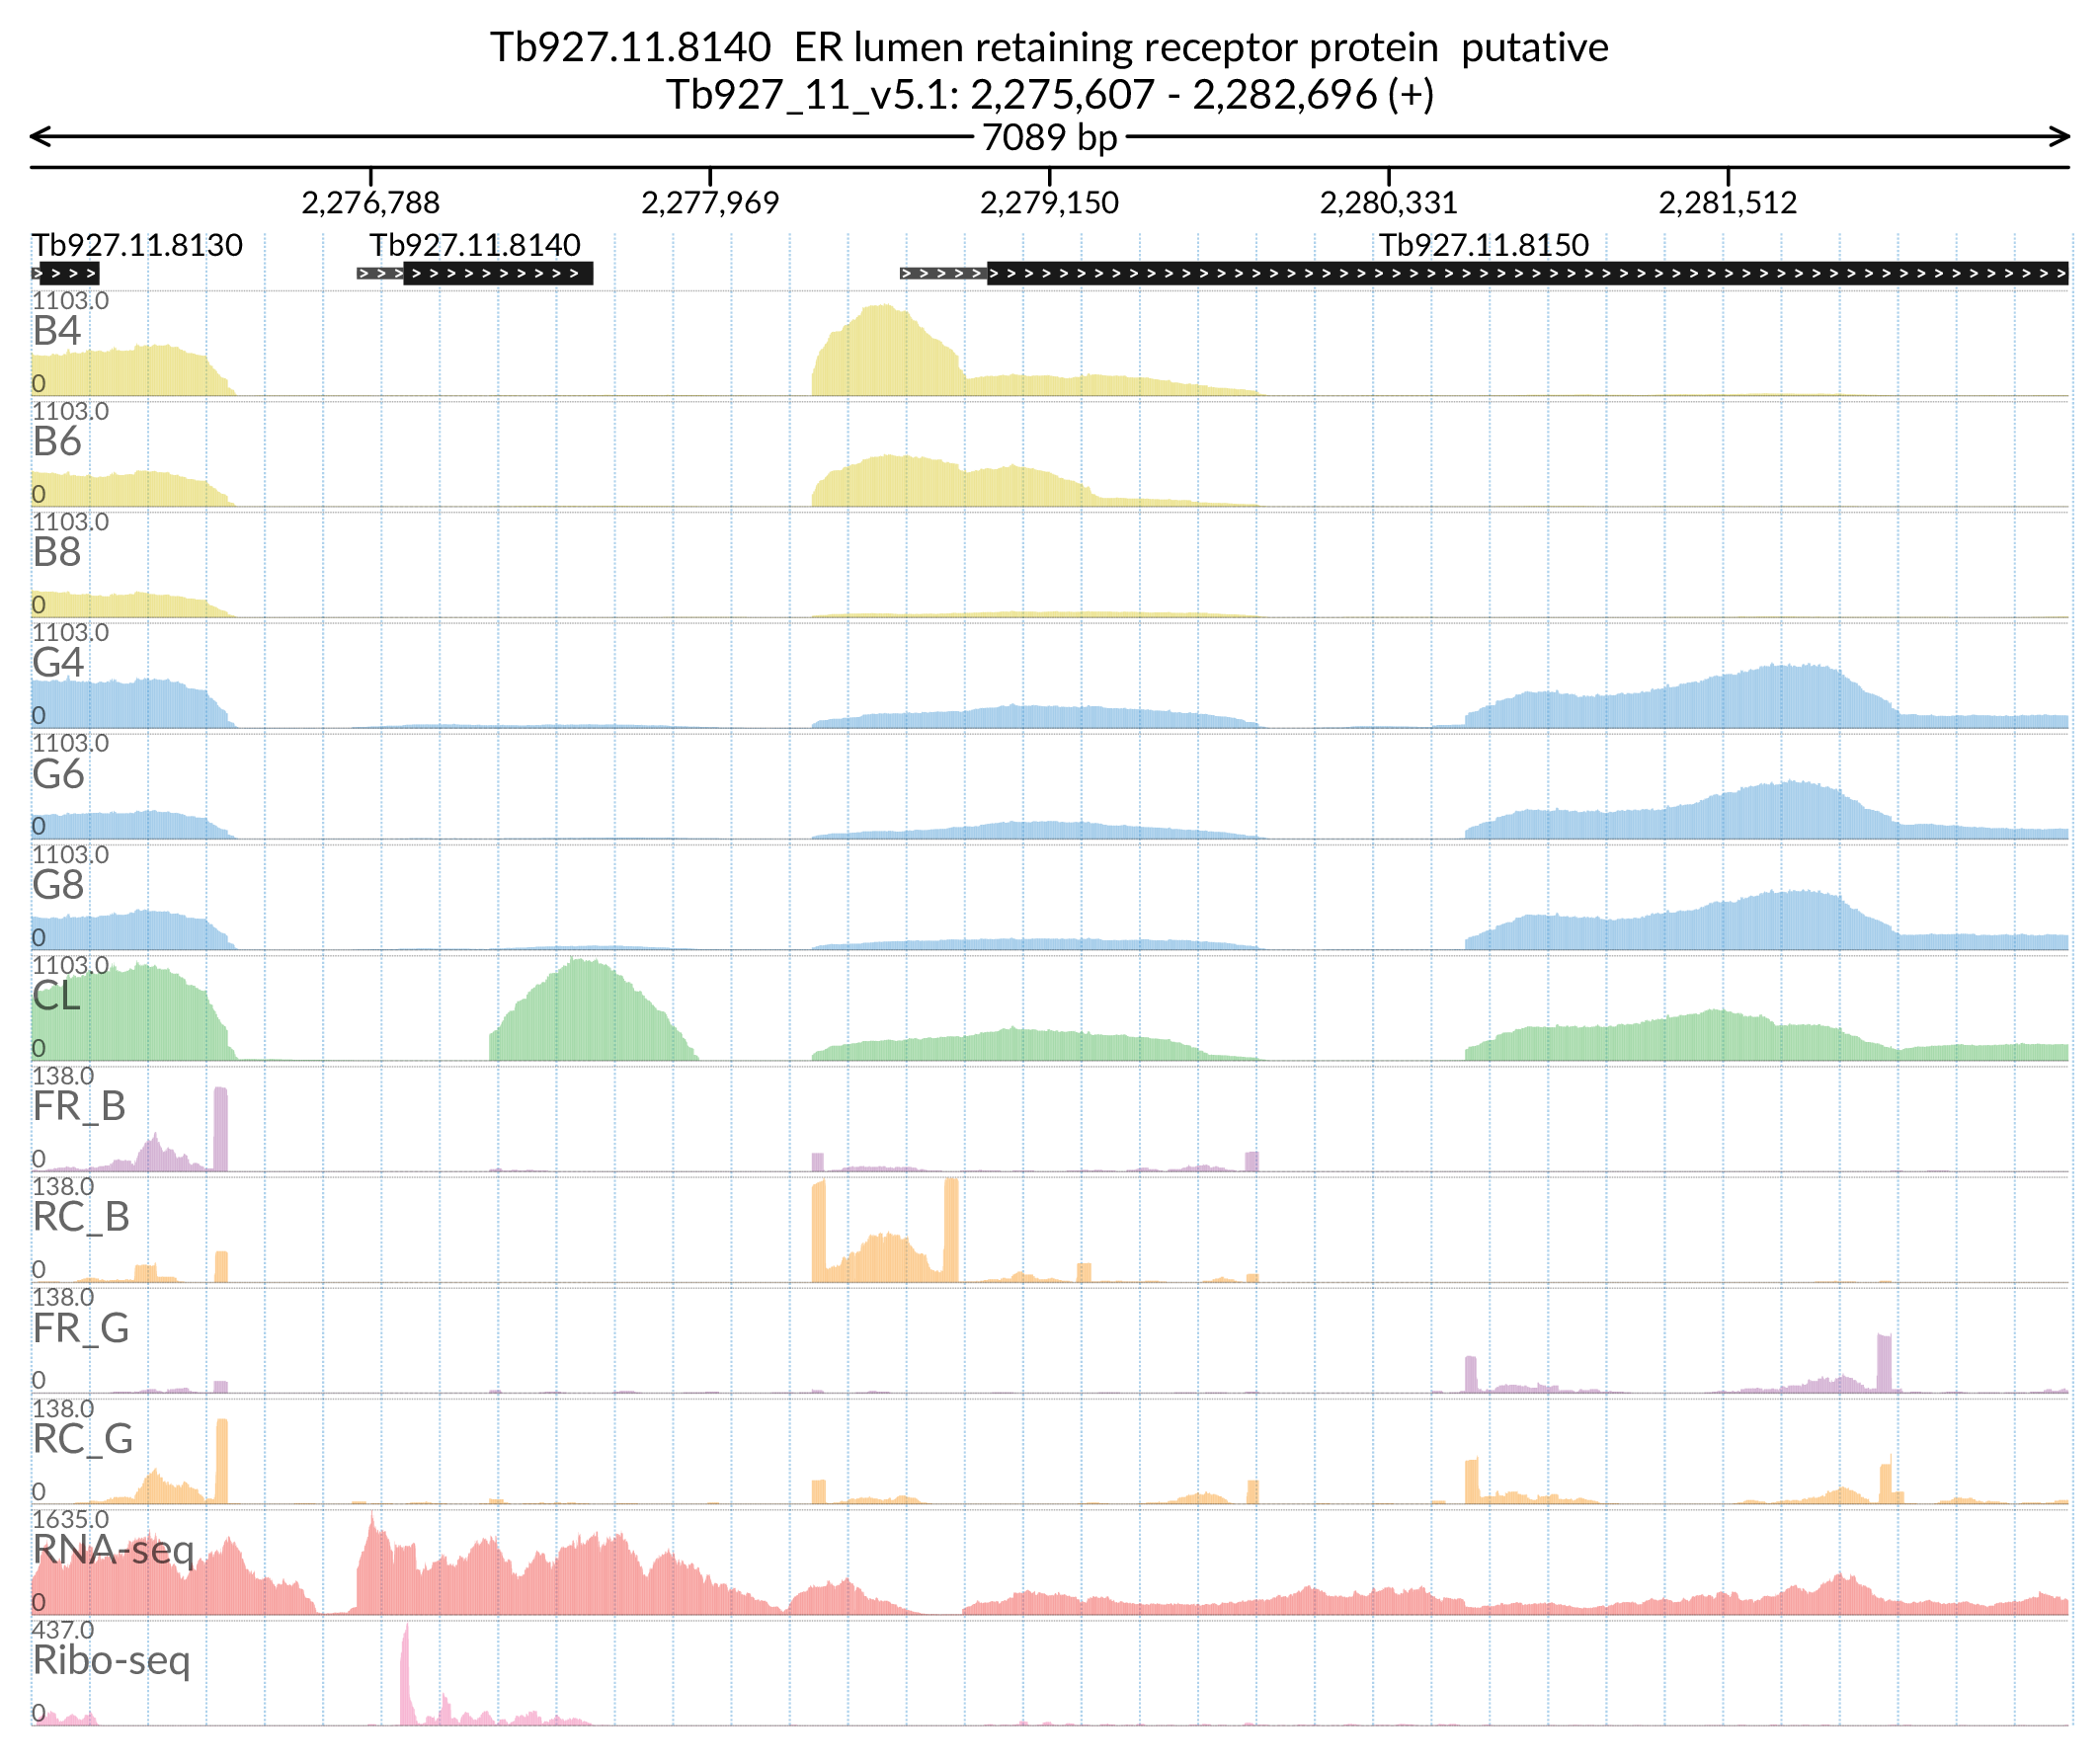 Tb927.11.8140  ER lumen retaining receptor protein  putative
Tb927_11_v5.1: 2,275,607 - 2,282,696 (+)
7089 bp
2,276,788 2,277,969 2,279,150 2,280,331 2,281,512
Tb927.11.8130 Tb927.11.8140 Tb927.11.8150
1103.0
B4
0
1103.0
B6
0
1103.0
B8
0
1103.0
G4
0
1103.0
G6
0
1103.0
G8
0
1103.0
CL
0
138.0
FR_B
0
138.0
RC_B
0
138.0
FR_G
0
138.0
RC_G
0
1635.0
RNA-seq
0
437.0
Ribo-seq
0